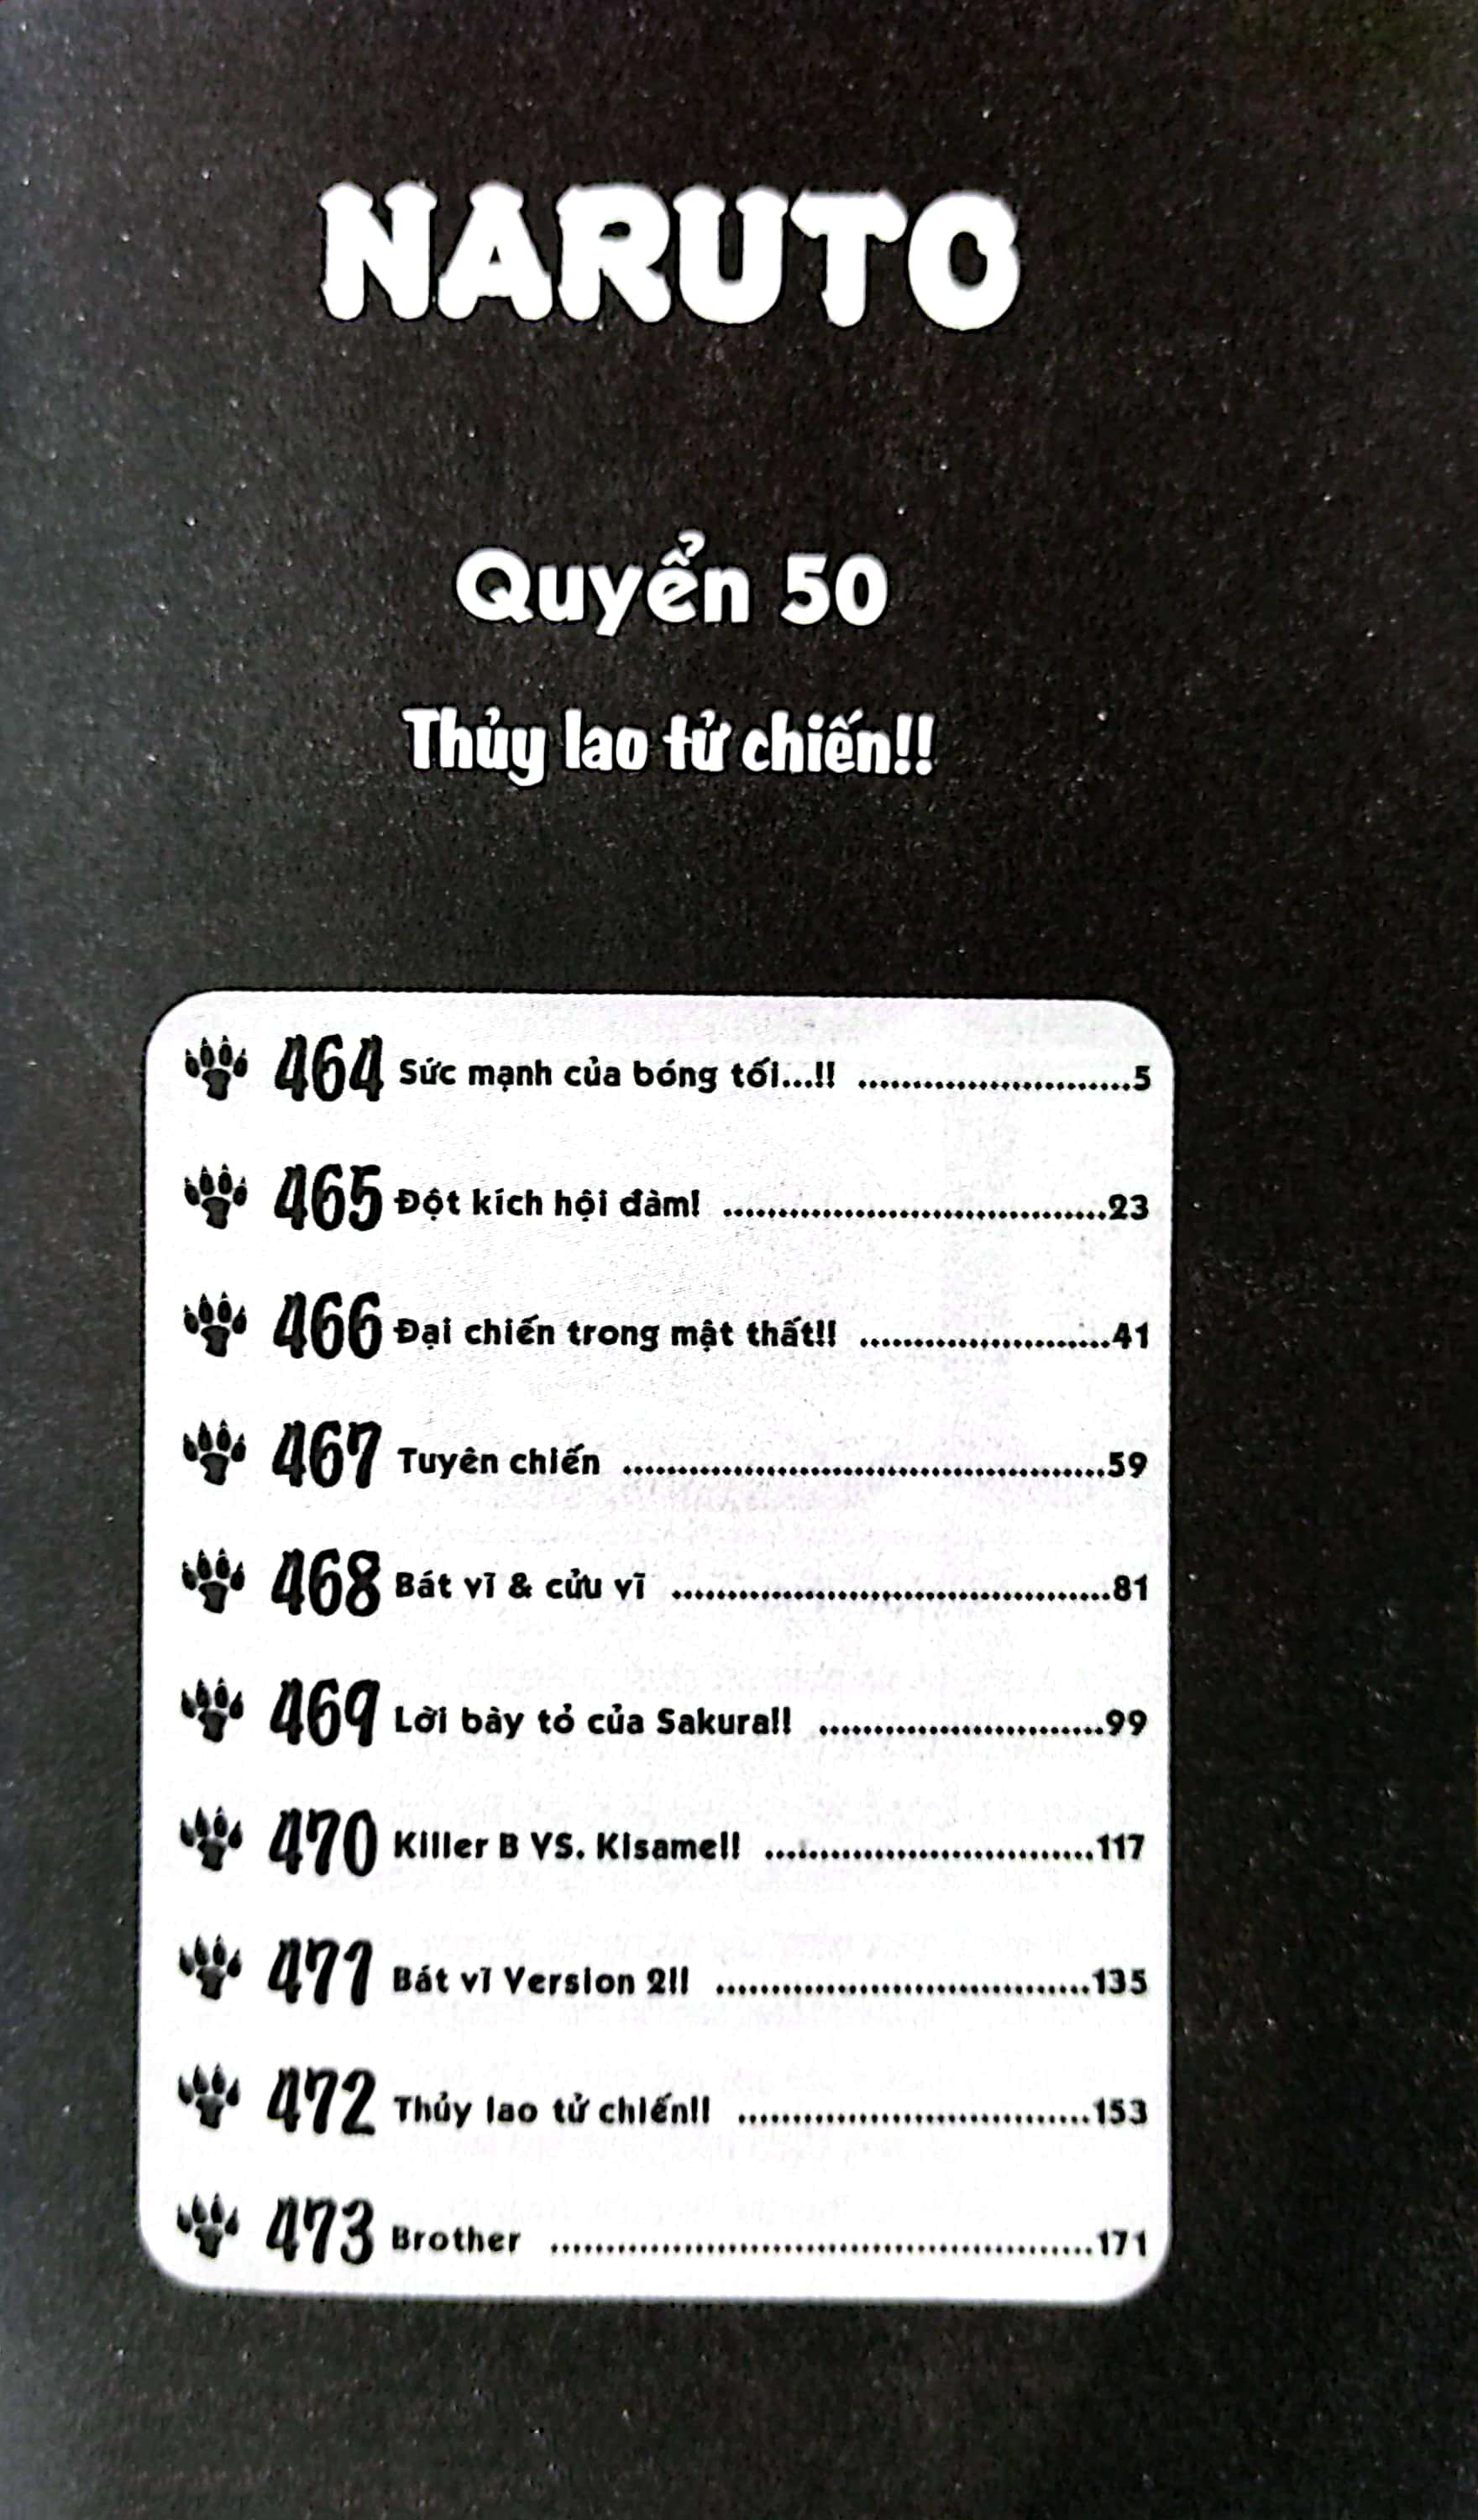 NARUTO
Quyển 50
Thủy lao tử chiến!!
464 Sức mạnh của bóng tối...!! ..........................5
465 Đột kích hội đàm! ....................................23
466 Đại chiến trong mật thất!! ........................41
467 Tuyên chiến ..............................................59
468 Bát vĩ & cửu vĩ ..........................................81
469 Lời bày tỏ của Sakura!! ...........................99
470 Killer B VS. Kisame!! ...............................117
471 Bát vĩ Version 2!! ...................................135
472 Thủy lao tử chiến!! .................................153
473 Brother ....................................................171